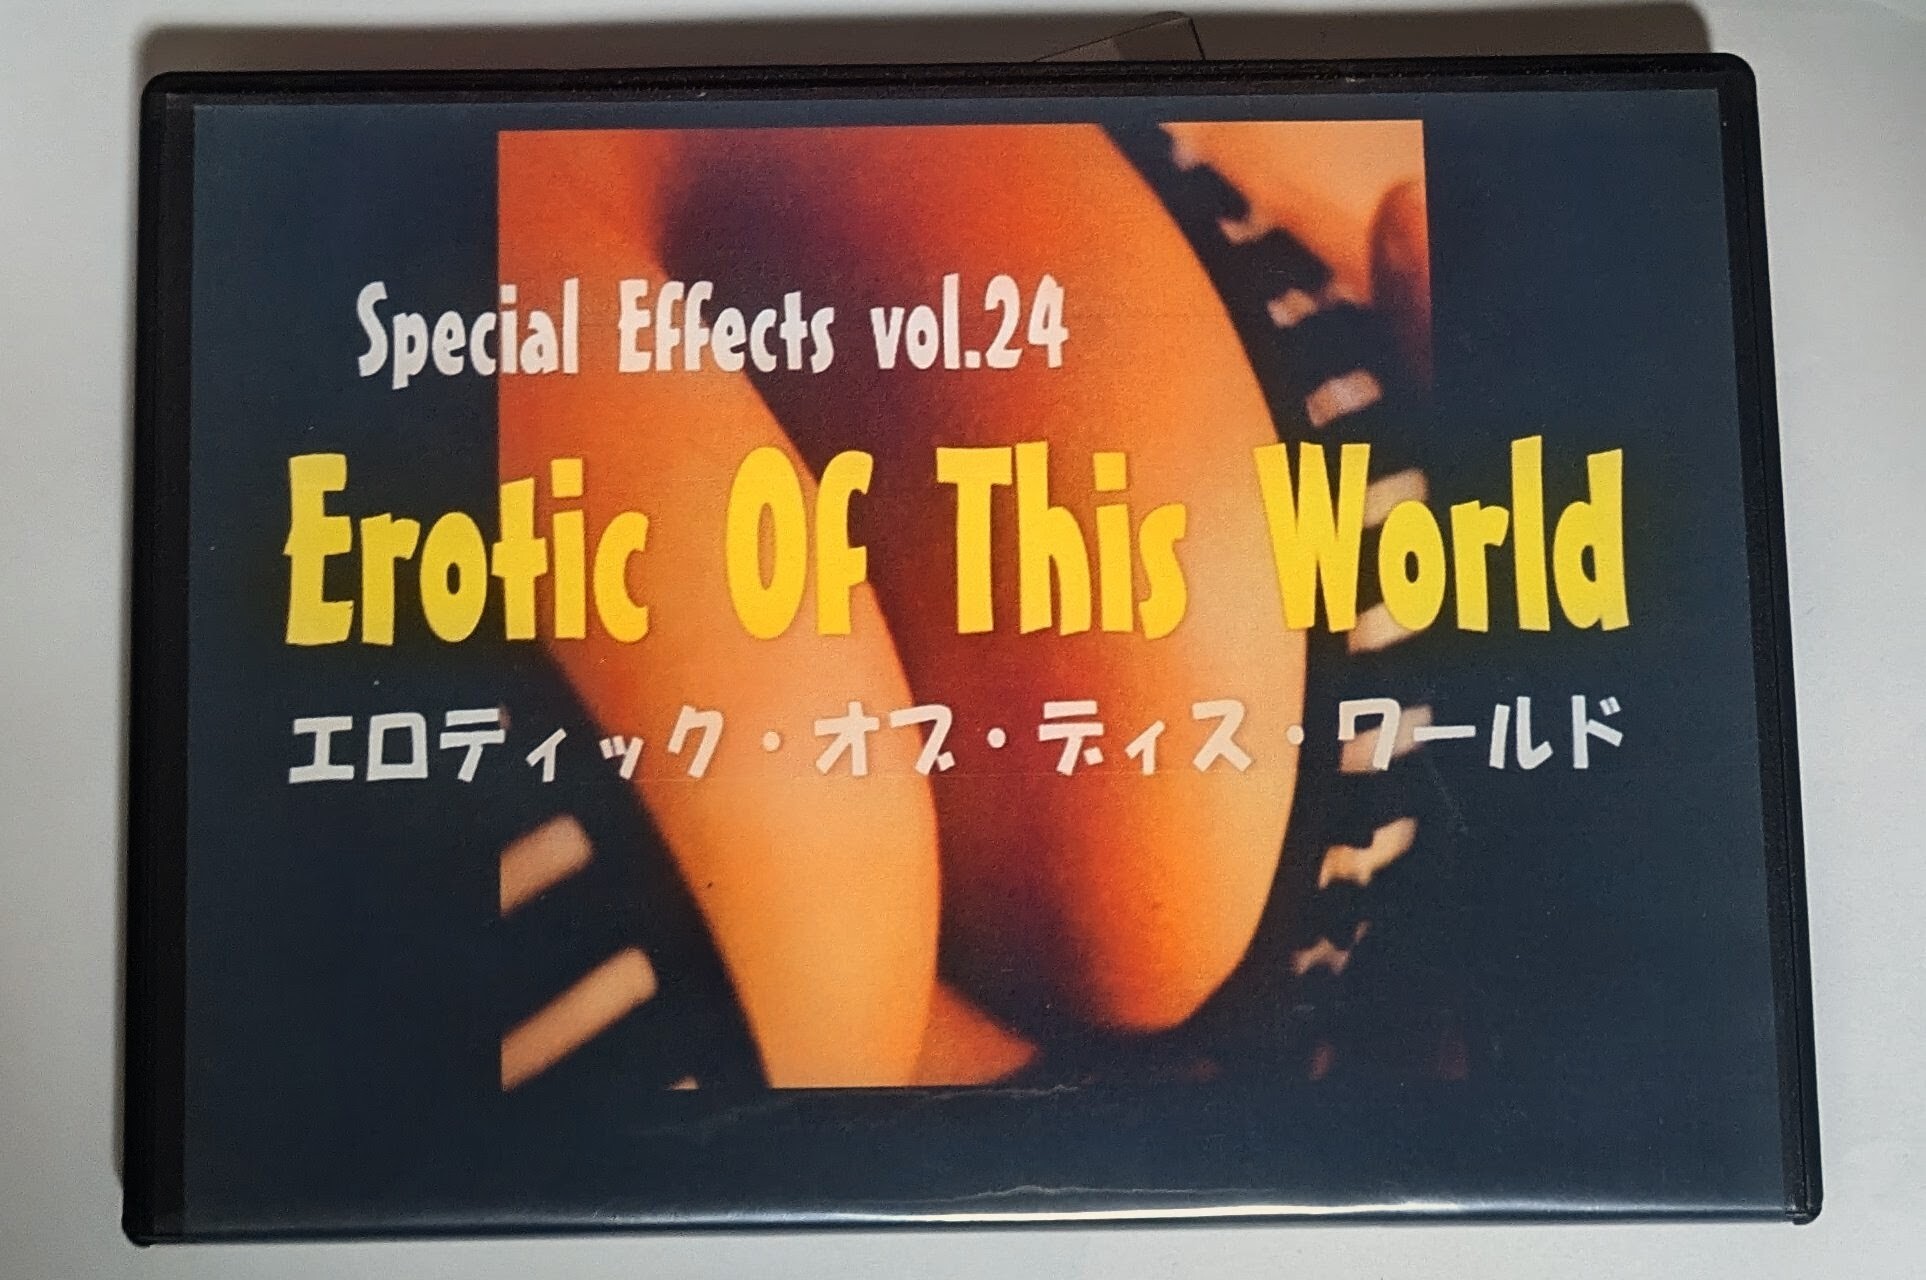 Special Effects vol.24
Erotic Of This World
エロティック・オブ・ディス・ワールド